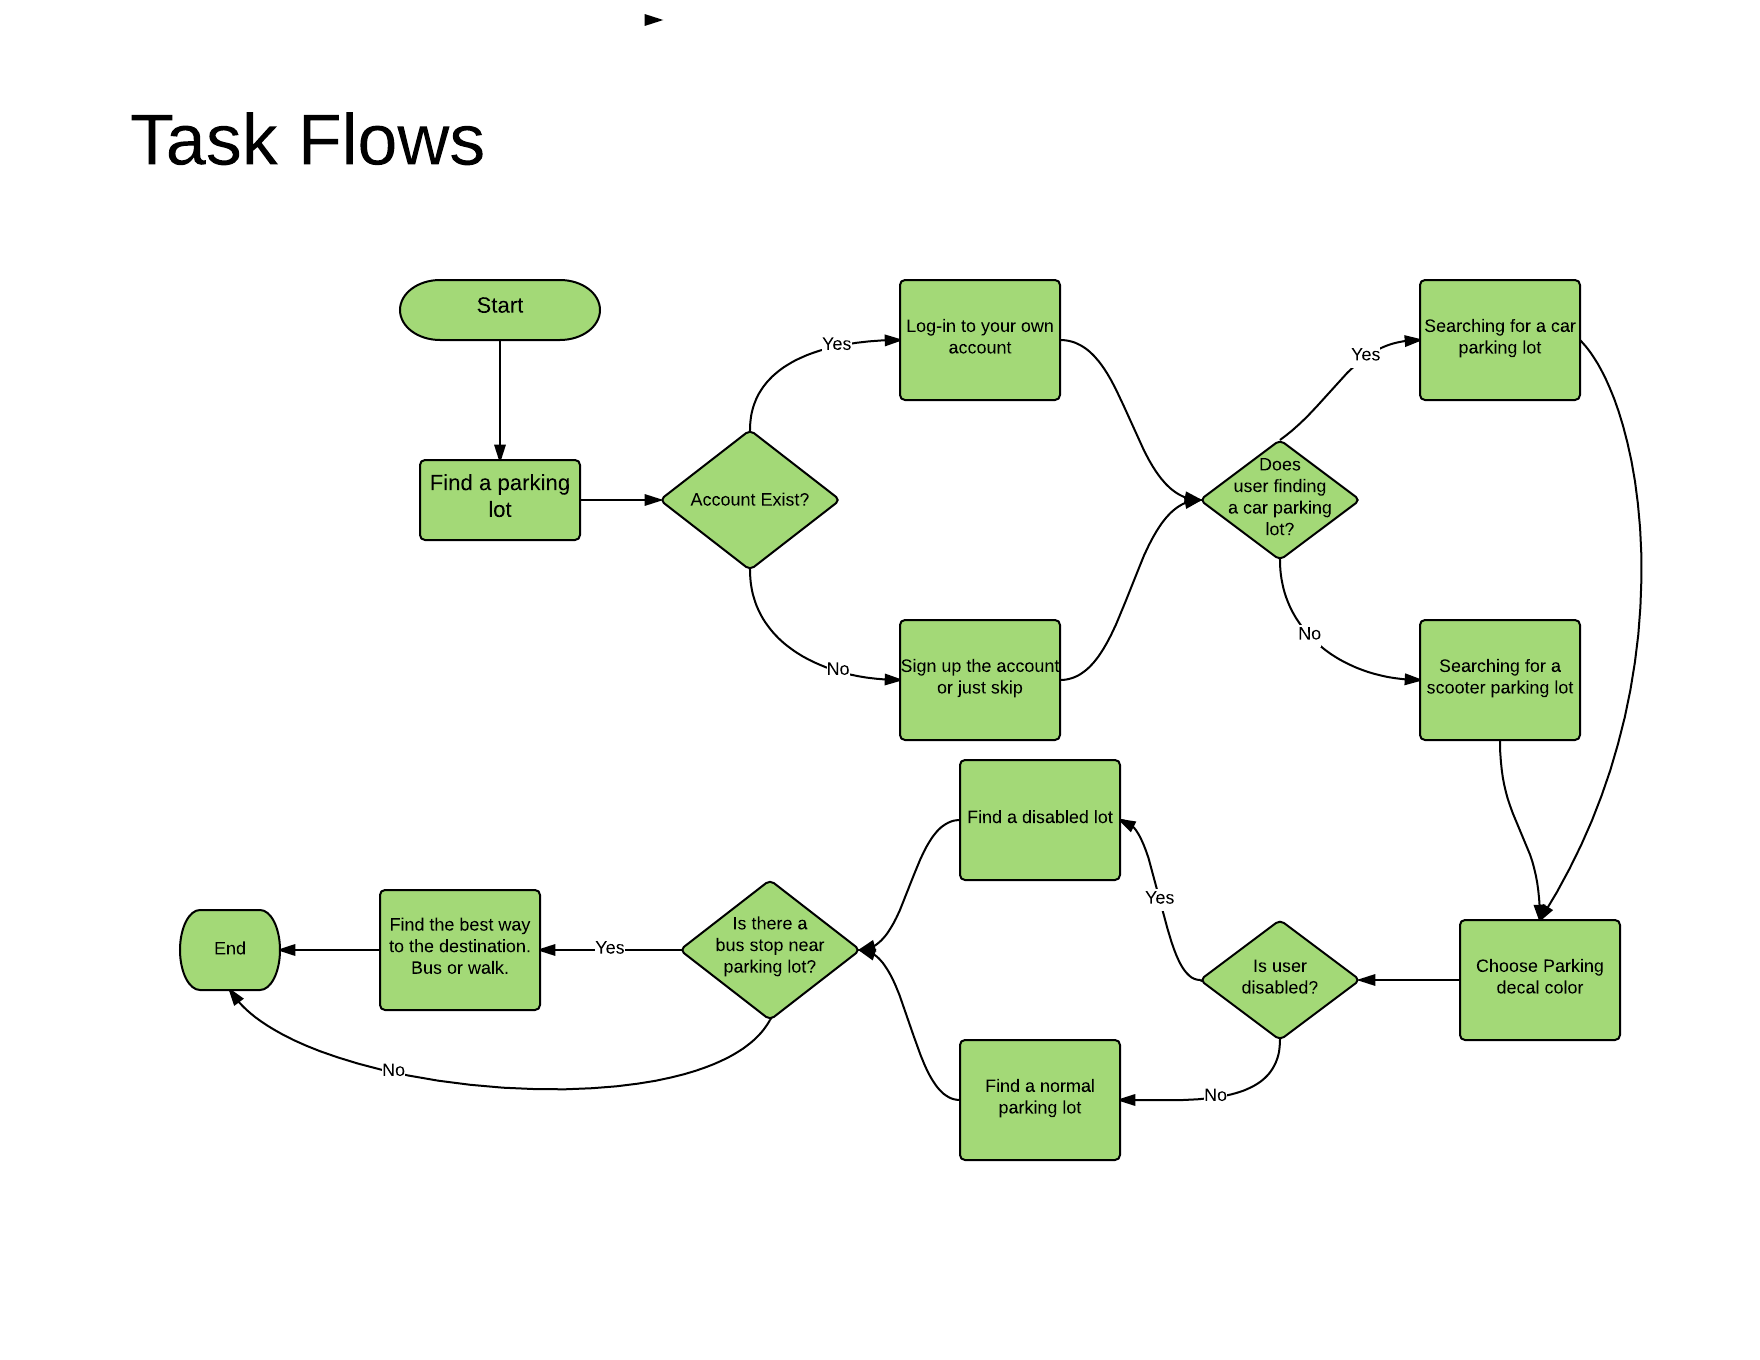 Task Flows
Start
Find a parking
lot
Account Exist?
Yes
Log-in to your own
account
No
Sign up the account
or just skip
Does
user finding
a car parking
lot?
Yes
Searching for a car
parking lot
No
Searching for a
scooter parking lot
Choose Parking
decal color
Is user
disabled?
Yes
Find a disabled lot
No
Find a normal
parking lot
Is there a
bus stop near
parking lot?
Yes
Find the best way
to the destination.
Bus or walk.
No
End